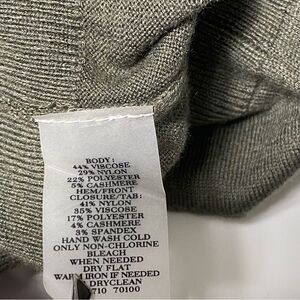 BODY:
44% VISCOSE
29% NYLON
22% POLYESTER
5% CASHMERE
HEM/FRONT
CLOSURE/TAB:
41% NYLON
35% VISCOSE
17% POLYESTER
4% CASHMERE
3% SPANDEX
HAND WASH COLD
ONLY NON-CHLORINE
BLEACH
WHEN NEEDED
DRY FLAT
WARM IRON IF NEEDED
DRYCLEAN
710 70100